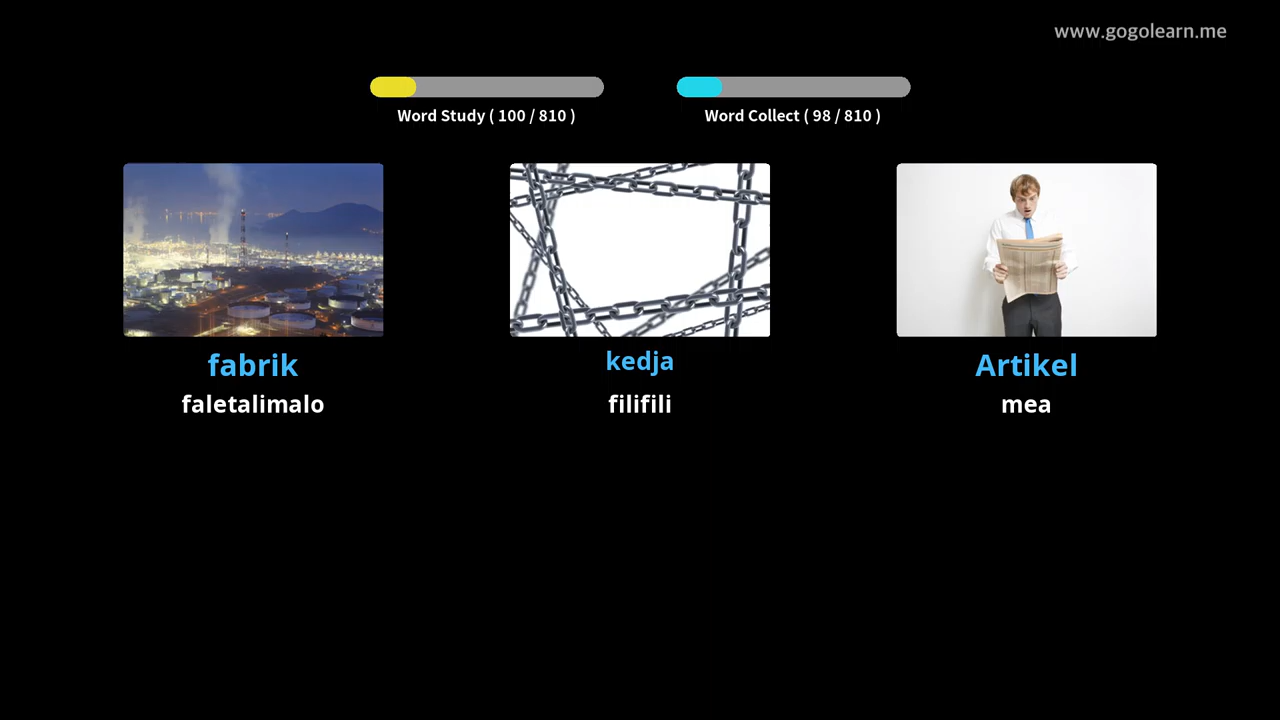 www.gogolearn.me
Word Study ( 100 / 810 )
Word Collect ( 98 / 810 )
fabrik
faletalimalo
kedja
filifili
Artikel
mea